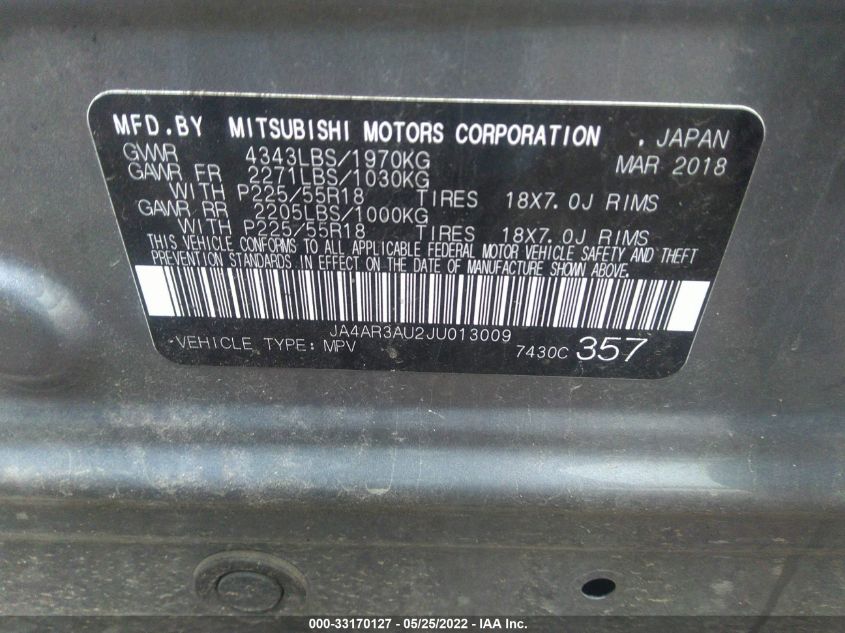 MFD.BY MITSUBISHI MOTORS CORPORATION . JAPAN
GVWR 4343LBS/1970KG MAR 2018
GAWR FR 2271LBS/1030KG
WITH P225/55R18 TIRES 18X7.0J RIMS
GAWR RR 2205LBS/1000KG
WITH P225/55R18 TIRES 18X7.0J RIMS
THIS VEHICLE CONFORMS TO ALL APPLICABLE FEDERAL MOTOR VEHICLE SAFETY AND THEFT
PREVENTION STANDARDS IN EFFECT ON THE DATE OF MANUFACTURE SHOWN ABOVE.
JA4AR3AU2JU013009
VEHICLE TYPE: MPV 7430C 357
000-33170127 - 05/25/2022 - IAA Inc.